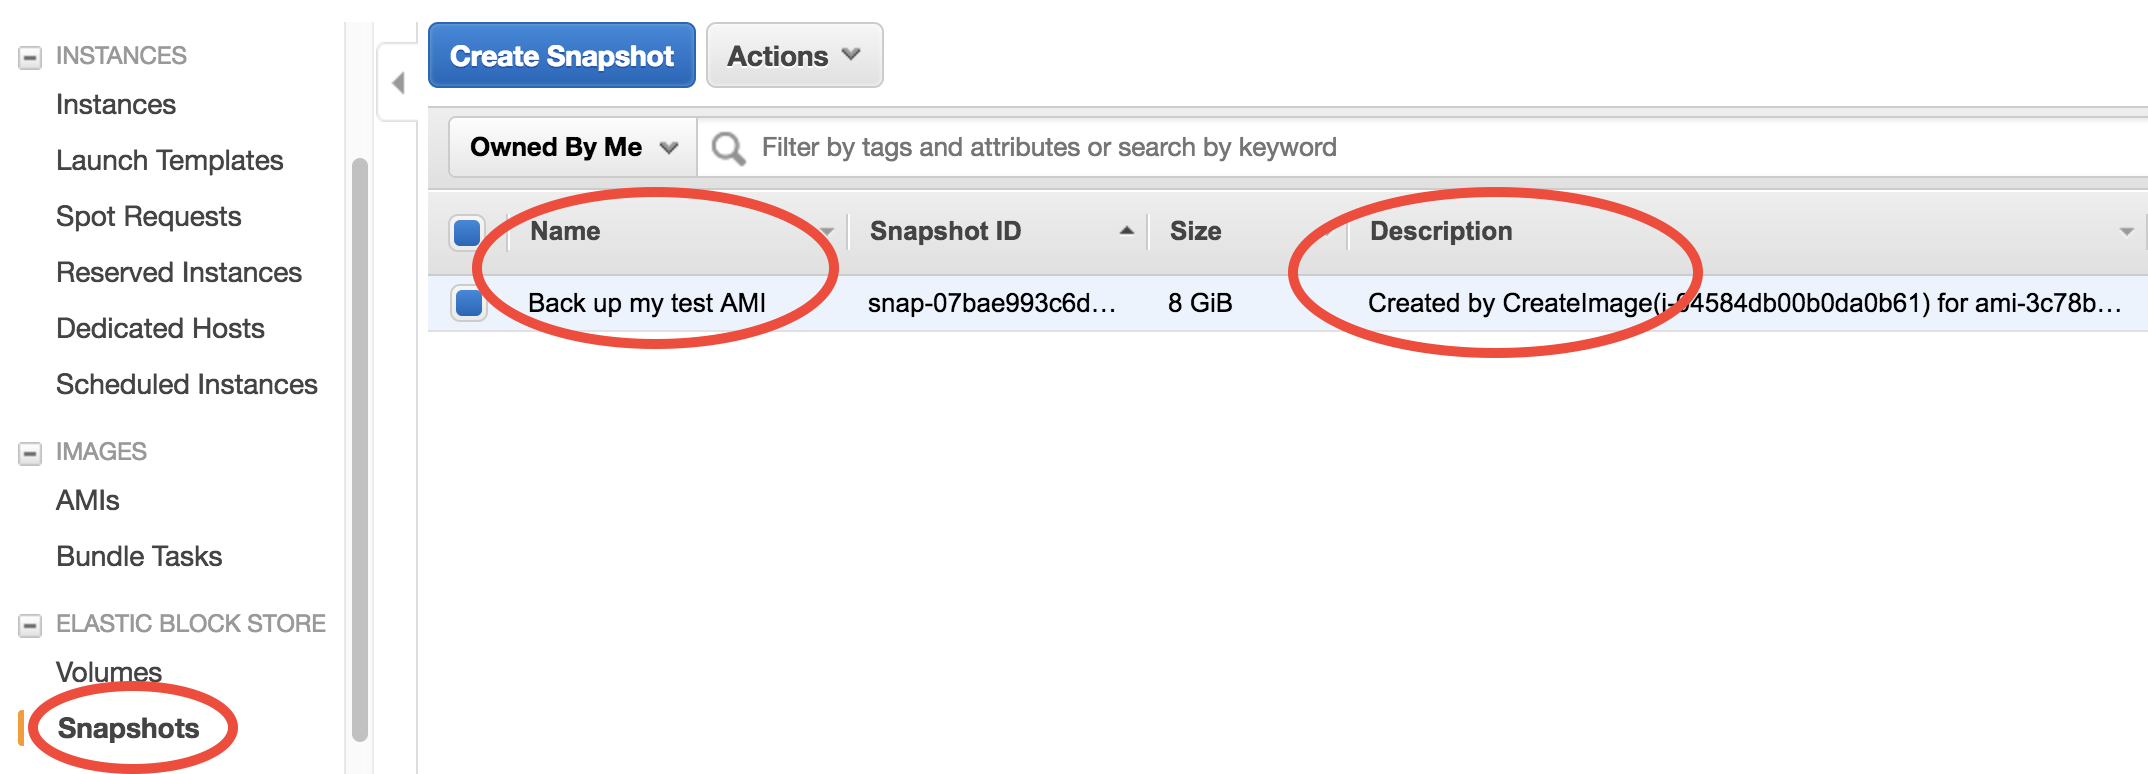 INSTANCES
Instances
Launch Templates
Spot Requests
Reserved Instances
Dedicated Hosts
Scheduled Instances
IMAGES
AMIs
Bundle Tasks
ELASTIC BLOCK STORE
Volumes
Snapshots
Create Snapshot Actions
Owned By Me Filter by tags and attributes or search by keyword
Name Snapshot ID Size Description
Back up my test AMI snap-07bae993c6d… 8 GiB Created by CreateImage(i-04584db00b0da0b61) for ami-3c78b…